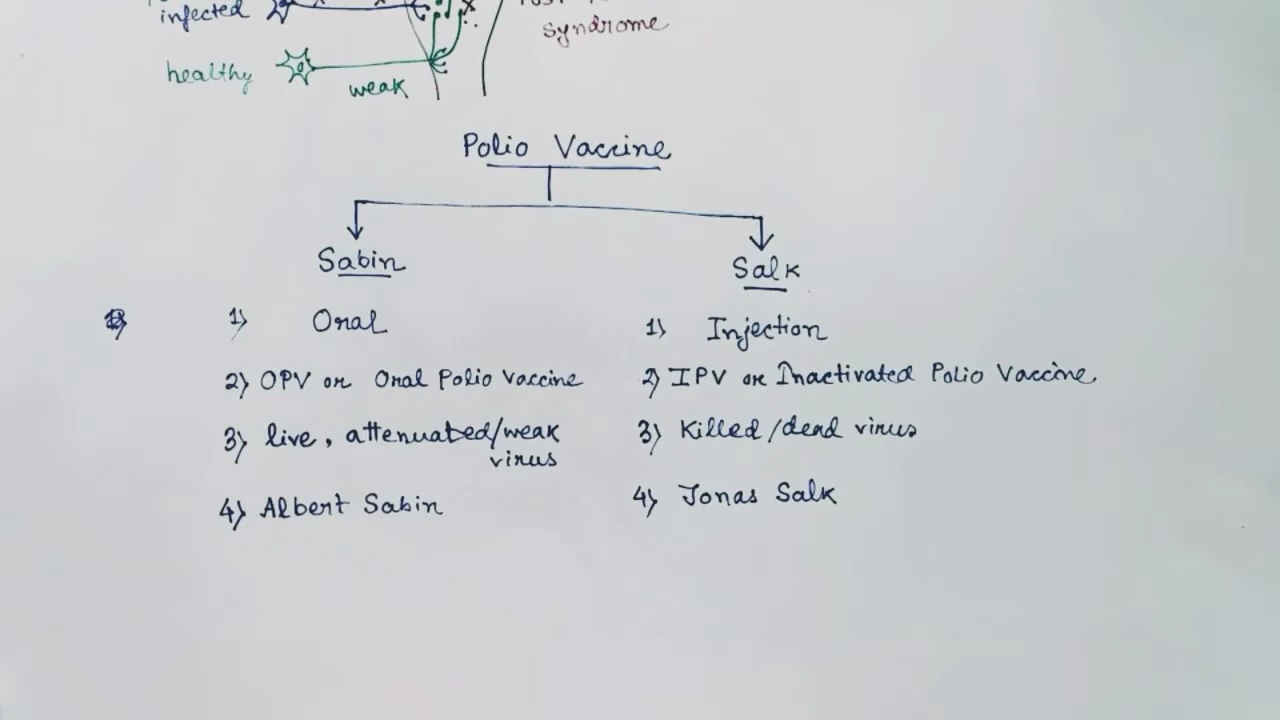 infected
syndrome
healthy
weak
Polio Vaccine
Sabin
Salk
1) Oral
1) Injection
2) OPV or Oral Polio Vaccine
2) IPV or Inactivated Polio Vaccine
3) live, attenuated/weak
virus
3) Killed/dead virus
4) Albert Sabin
4) Jonas Salk